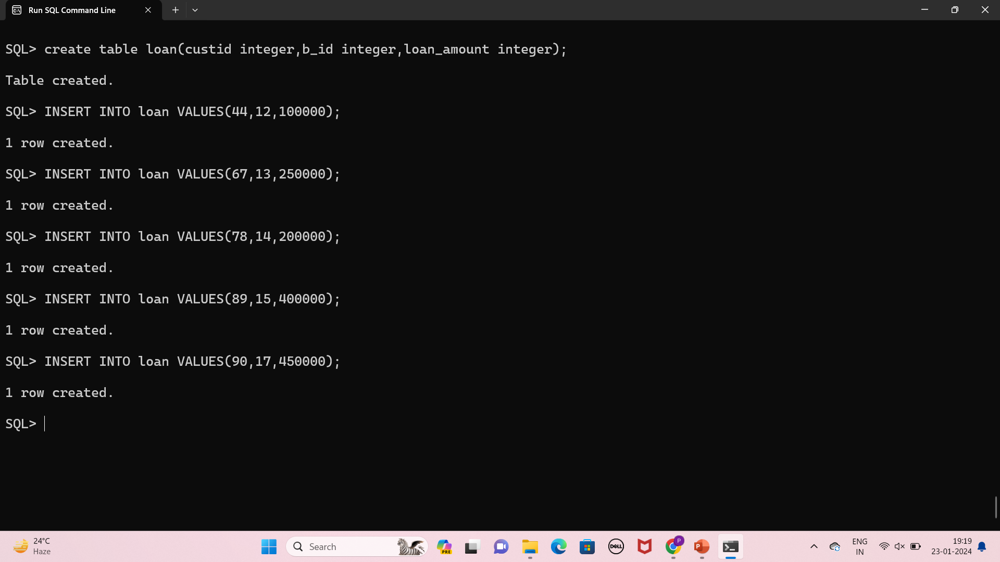 Run SQL Command Line
SQL> create table loan(custid integer,b_id integer,loan_amount integer);
Table created.
SQL> INSERT INTO loan VALUES(44,12,100000);
1 row created.
SQL> INSERT INTO loan VALUES(67,13,250000);
1 row created.
SQL> INSERT INTO loan VALUES(78,14,200000);
1 row created.
SQL> INSERT INTO loan VALUES(89,15,400000);
1 row created.
SQL> INSERT INTO loan VALUES(90,17,450000);
1 row created.
SQL>
24°C
Haze
Search
PRE
DELL
P
P
ENG
IN
19:19
23-01-2024